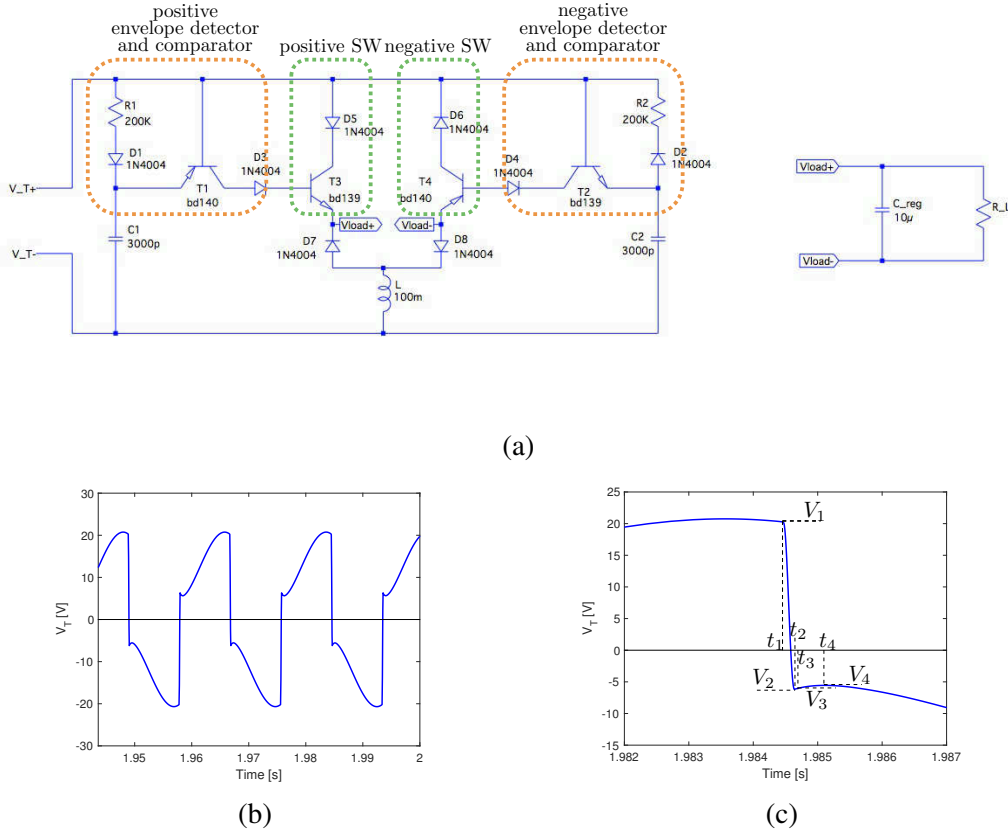 positive
envelope detector
and comparator
positive SW
negative SW
negative
envelope detector
and comparator
R1
200K
D1
1N4004
D3
1N4004
T1
bd140
D5
1N4004
T3
bd139
D6
1N4004
T4
bd140
D4
1N4004
T2
bd139
R2
200K
D2
1N4004
V_T+
V_T-
C1
3000p
Vload+
Vload-
D7
1N4004
D8
1N4004
L
100m
C2
3000p
Vload+
Vload-
C_reg
10µ
R_L
(a)
V_T [V]
30
20
10
0
-10
-20
-30
1.95
1.96
1.97
1.98
1.99
2
Time [s]
(b)
V_T [V]
25
20
15
10
5
0
-5
-10
-15
1.982
1.983
1.984
1.985
1.986
1.987
Time [s]
V_1
t_1
t_2
t_3
t_4
V_2
V_3
V_4
(c)